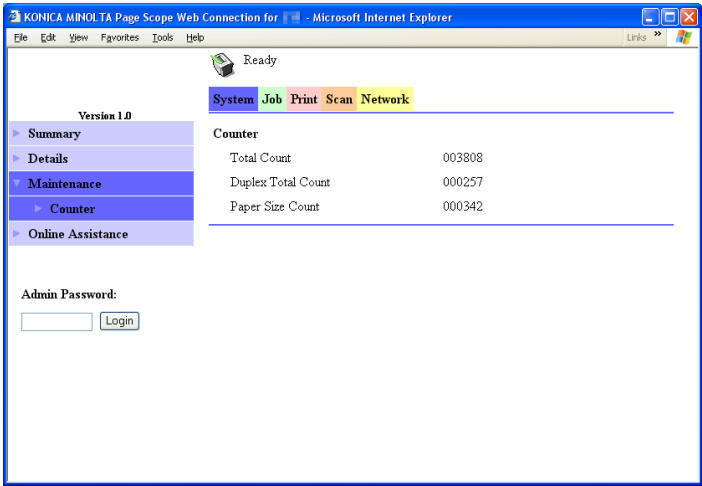 KONICA MINOLTA Page Scope Web Connection for - Microsoft Internet Explorer
File Edit View Favorites Tools Help Links »
Ready
System Job Print Scan Network
Version 1.0
Summary
Details
Maintenance
Counter
Online Assistance
Counter
Total Count 003808
Duplex Total Count 000257
Paper Size Count 000342
Admin Password:
Login